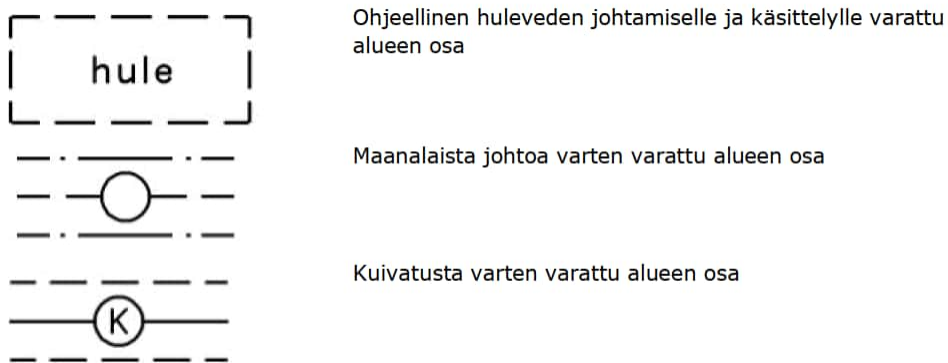 Ohjeellinen huleveden johtamiselle ja käsittelylle varattu
alueen osa
hule
Maanalaista johtoa varten varattu alueen osa
Kuivatusta varten varattu alueen osa
K